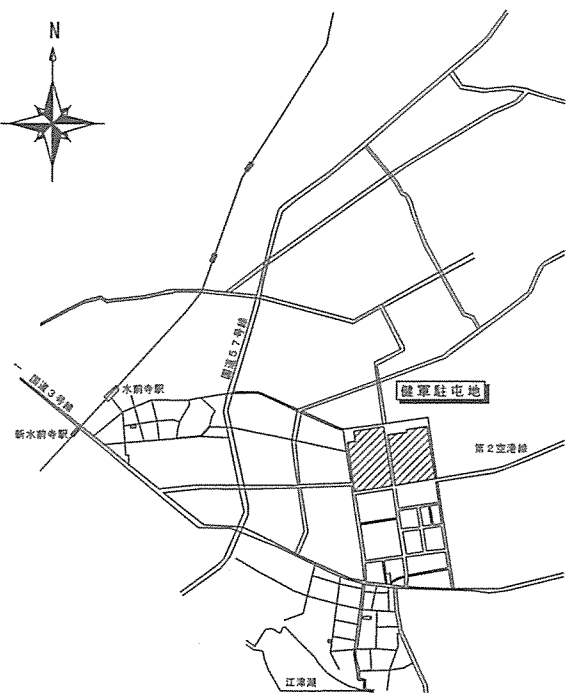 N
国道57号線
水前寺駅
国道3号線
健軍駐屯地
新水前寺駅
第2空港線
江津湖